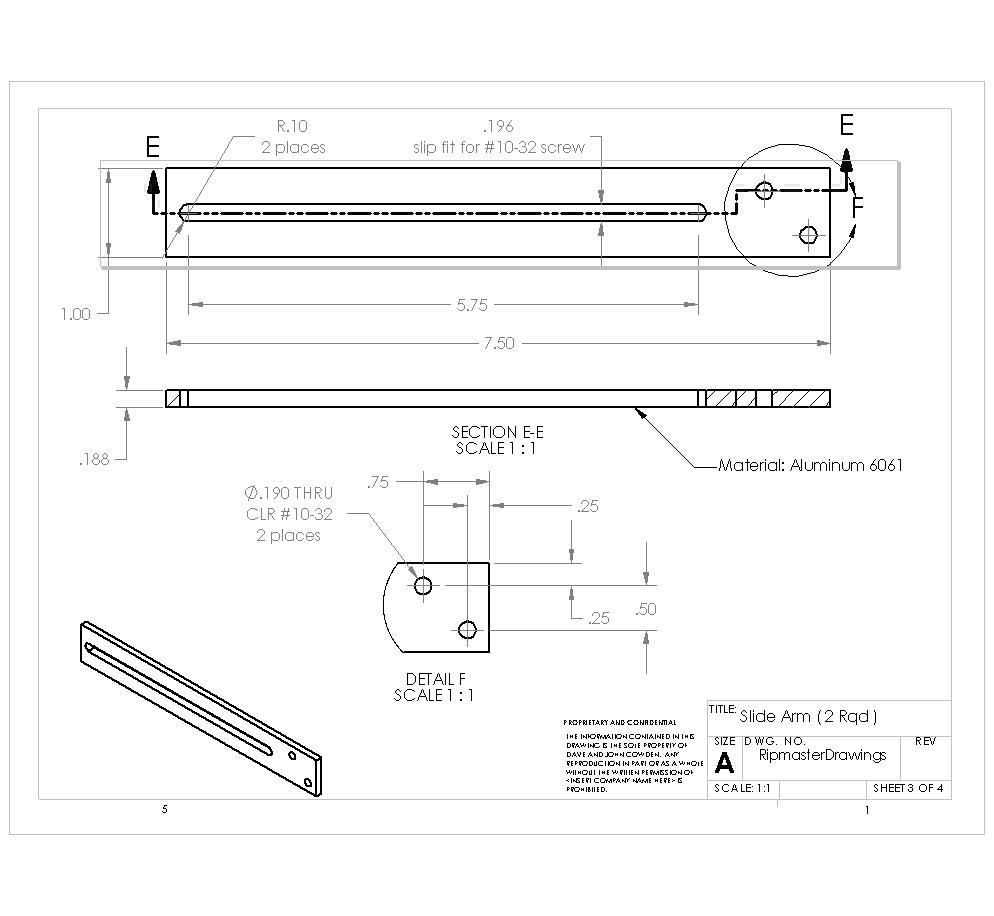 E
R.10
2 places
.196
slip fit for #10-32 screw
E
F
1.00
5.75
7.50
.188
SECTION E-E
SCALE 1 : 1
Material: Aluminum 6061
.75
Ø.190 THRU
CLR #10-32
2 places
.25
.25
.50
DETAIL F
SCALE 1 : 1
PROPRIETARY AND CONFIDENTIAL
THE INFORMATION CONTAINED IN THIS
DRAWING IS THE SOLE PROPERTY OF
DAVE AND JOHN COWDEN. ANY
REPRODUCTION IN PART OR AS A WHOLE
WITHOUT THE WRITTEN PERMISSION OF
<INSERT COMPANY NAME HERE> IS
PROHIBITED.
TITLE: Slide Arm ( 2 Rqd )
SIZE DWG. NO. REV
A RipmasterDrawings
SCALE: 1:1 SHEET 3 OF 4
5 1